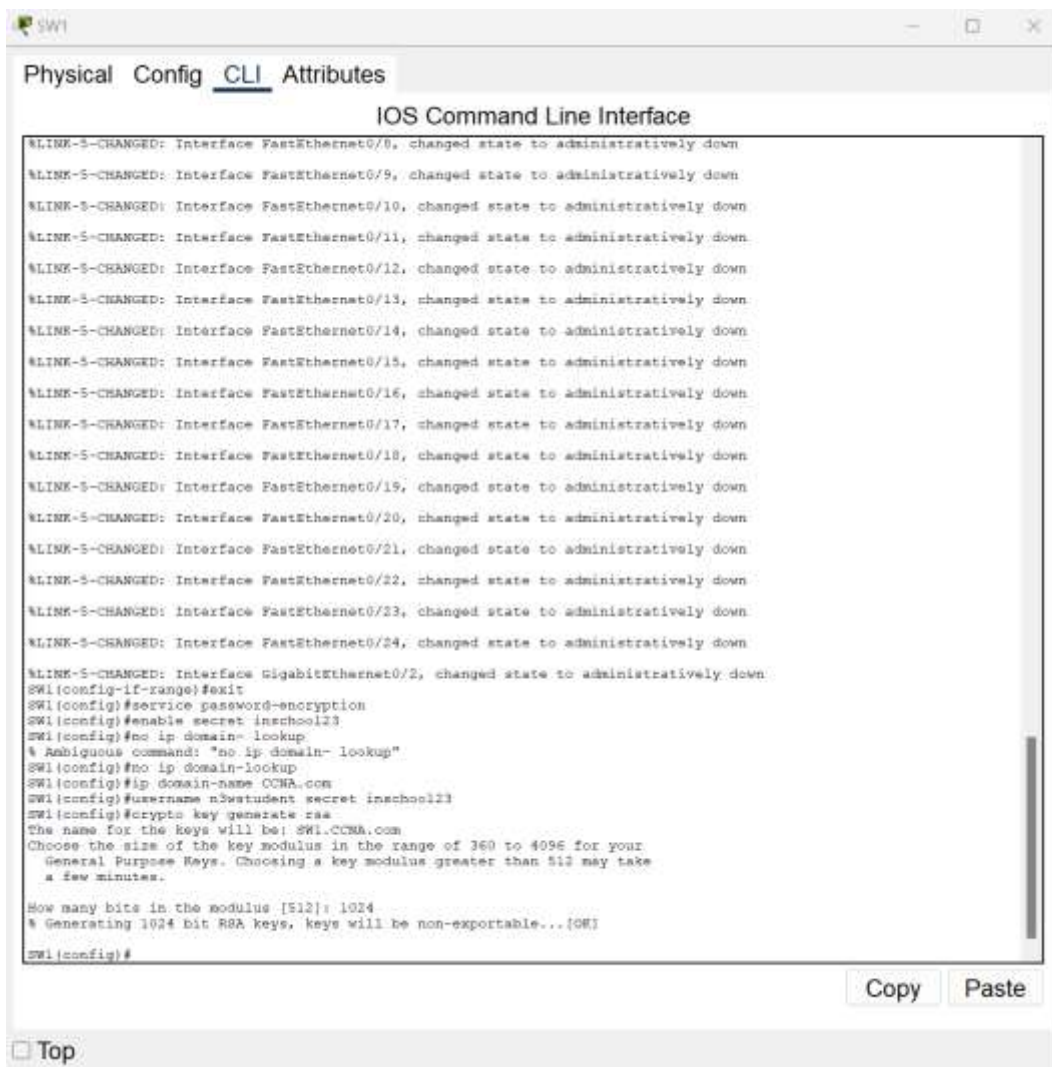 SW1
Physical Config CLI Attributes
IOS Command Line Interface
%LINK-5-CHANGED: Interface FastEthernet0/8, changed state to administratively down
%LINK-5-CHANGED: Interface FastEthernet0/9, changed state to administratively down
%LINK-5-CHANGED: Interface FastEthernet0/10, changed state to administratively down
%LINK-5-CHANGED: Interface FastEthernet0/11, changed state to administratively down
%LINK-5-CHANGED: Interface FastEthernet0/12, changed state to administratively down
%LINK-5-CHANGED: Interface FastEthernet0/13, changed state to administratively down
%LINK-5-CHANGED: Interface FastEthernet0/14, changed state to administratively down
%LINK-5-CHANGED: Interface FastEthernet0/15, changed state to administratively down
%LINK-5-CHANGED: Interface FastEthernet0/16, changed state to administratively down
%LINK-5-CHANGED: Interface FastEthernet0/17, changed state to administratively down
%LINK-5-CHANGED: Interface FastEthernet0/18, changed state to administratively down
%LINK-5-CHANGED: Interface FastEthernet0/19, changed state to administratively down
%LINK-5-CHANGED: Interface FastEthernet0/20, changed state to administratively down
%LINK-5-CHANGED: Interface FastEthernet0/21, changed state to administratively down
%LINK-5-CHANGED: Interface FastEthernet0/22, changed state to administratively down
%LINK-5-CHANGED: Interface FastEthernet0/23, changed state to administratively down
%LINK-5-CHANGED: Interface FastEthernet0/24, changed state to administratively down
%LINK-5-CHANGED: Interface GigabitEthernet0/2, changed state to administratively down
SW1(config-if-range)#exit
SW1(config)#service password-encryption
SW1(config)#enable secret inschool23
SW1(config)#no ip domain- lookup
% Ambiguous command: "no ip domain- lookup"
SW1(config)#no ip domain-lookup
SW1(config)#ip domain-name CCNA.com
SW1(config)#username n3wstudent secret inschool23
SW1(config)#crypto key generate rsa
The name for the keys will be: SW1.CCNA.com
Choose the size of the key modulus in the range of 360 to 4096 for your
General Purpose Keys. Choosing a key modulus greater than 512 may take
a few minutes.
How many bits in the modulus [512]: 1024
% Generating 1024 bit RSA keys, keys will be non-exportable...[OK]
SW1(config)#
Copy Paste
Top